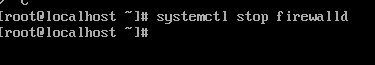 [root@localhost ~]# systemctl stop firewalld
[root@localhost ~]#